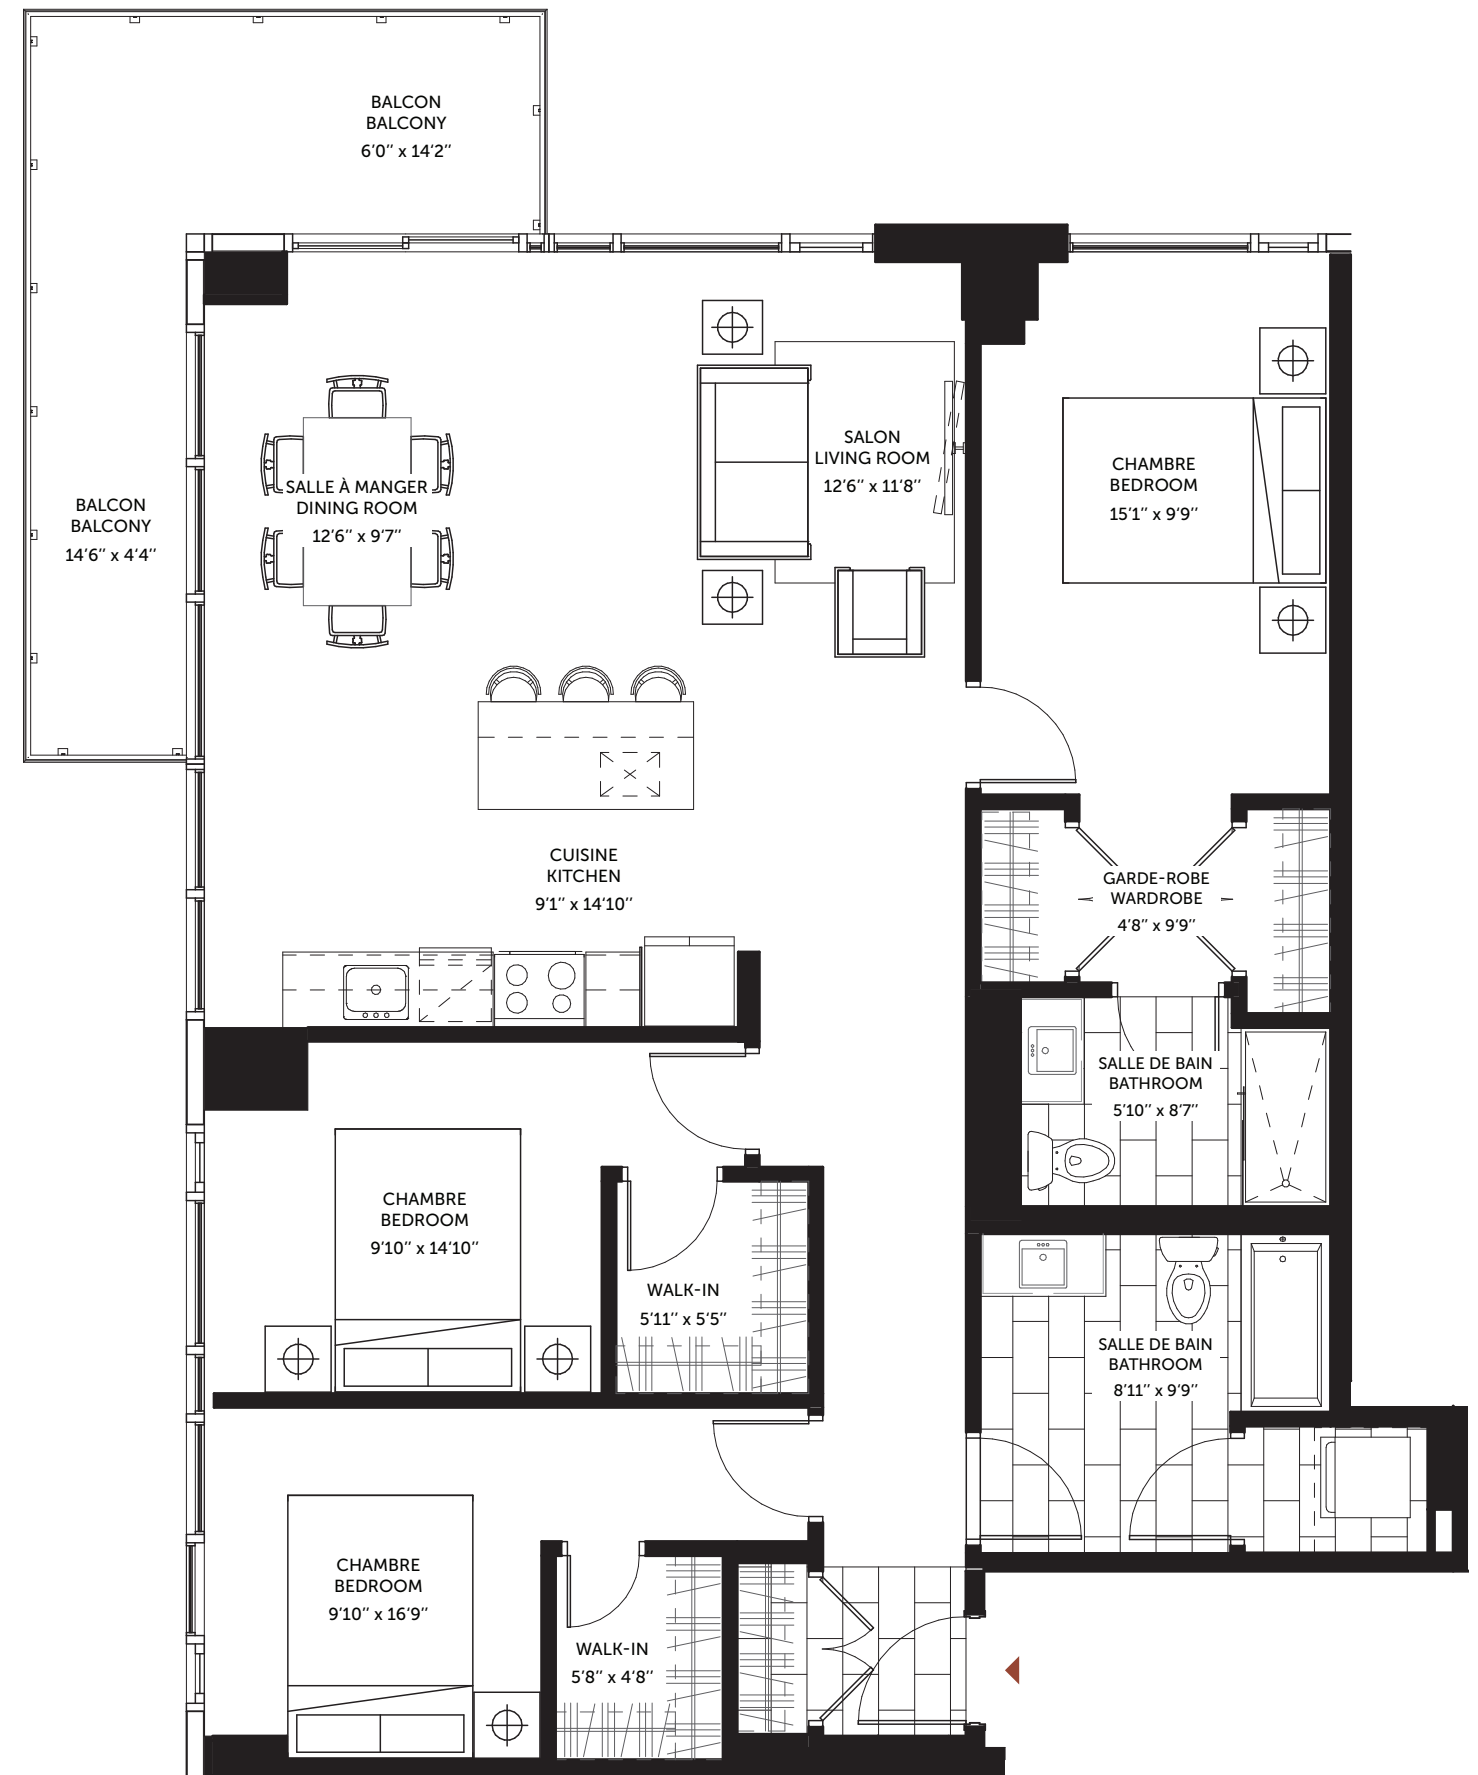 BALCON
BALCONY
6'0'' x 14'2''
SALON
LIVING ROOM
12'6'' x 11'8''
CHAMBRE
BEDROOM
15'1'' x 9'9''
SALLE À MANGER
DINING ROOM
12'6'' x 9'7''
BALCON
BALCONY
14'6'' x 4'4''
CUISINE
KITCHEN
9'1'' x 14'10''
GARDE-ROBE
WARDROBE
4'8'' x 9'9''
SALLE DE BAIN
BATHROOM
5'10'' x 8'7''
CHAMBRE
BEDROOM
9'10'' x 14'10''
WALK-IN
5'11'' x 5'5''
SALLE DE BAIN
BATHROOM
8'11'' x 9'9''
CHAMBRE
BEDROOM
9'10'' x 16'9''
WALK-IN
5'8'' x 4'8''